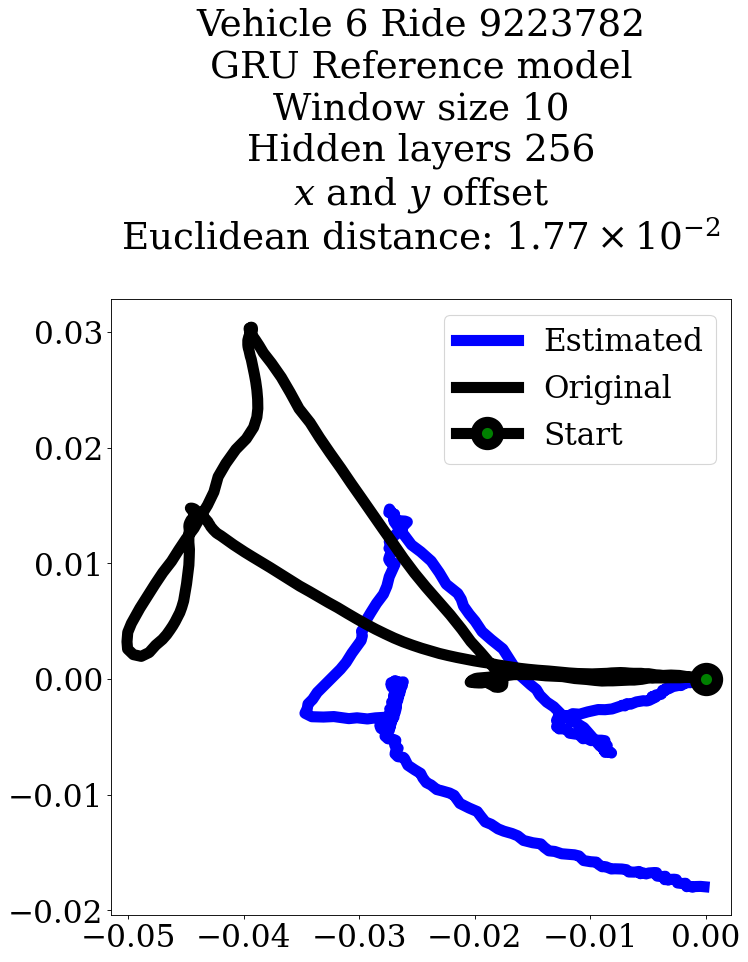 Vehicle 6 Ride 9223782
GRU Reference model
Window size 10
Hidden layers 256
x and y offset
Euclidean distance: 1.77 × 10⁻²
Estimated
Original
Start
0.03
0.02
0.01
0.00
−0.01
−0.02
−0.05 −0.04 −0.03 −0.02 −0.01 0.00